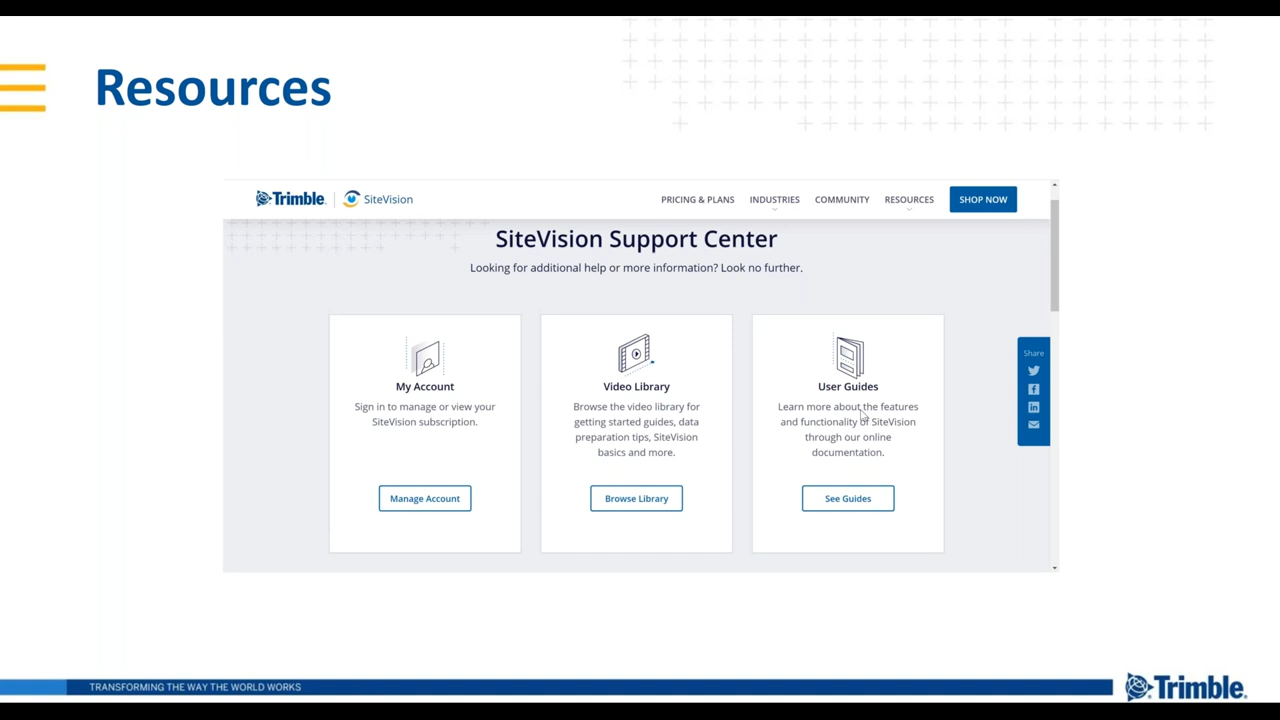 Resources
Trimble SiteVision PRICING & PLANS INDUSTRIES COMMUNITY RESOURCES SHOP NOW
SiteVision Support Center
Looking for additional help or more information? Look no further.
My Account
Sign in to manage or view your
SiteVision subscription.
Manage Account
Video Library
Browse the video library for
getting started guides, data
preparation tips, SiteVision
basics and more.
Browse Library
User Guides
Learn more about the features
and functionality of SiteVision
through our online
documentation.
See Guides
Share
TRANSFORMING THE WAY THE WORLD WORKS
Trimble